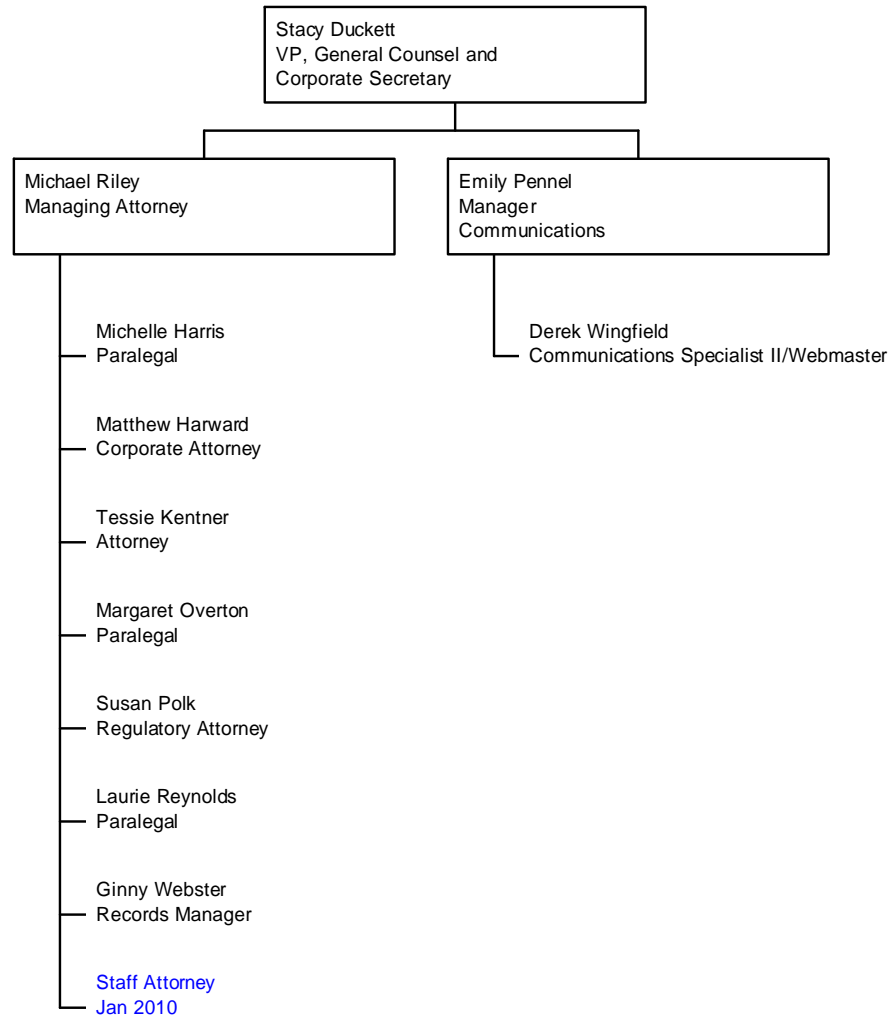 Stacy Duckett
VP, General Counsel and
Corporate Secretary
Michael Riley
Managing Attorney
Emily Pennel
Manager
Communications
Michelle Harris
Paralegal
Derek Wingfield
Communications Specialist II/Webmaster
Matthew Harward
Corporate Attorney
Tessie Kentner
Attorney
Margaret Overton
Paralegal
Susan Polk
Regulatory Attorney
Laurie Reynolds
Paralegal
Ginny Webster
Records Manager
Staff Attorney
Jan 2010